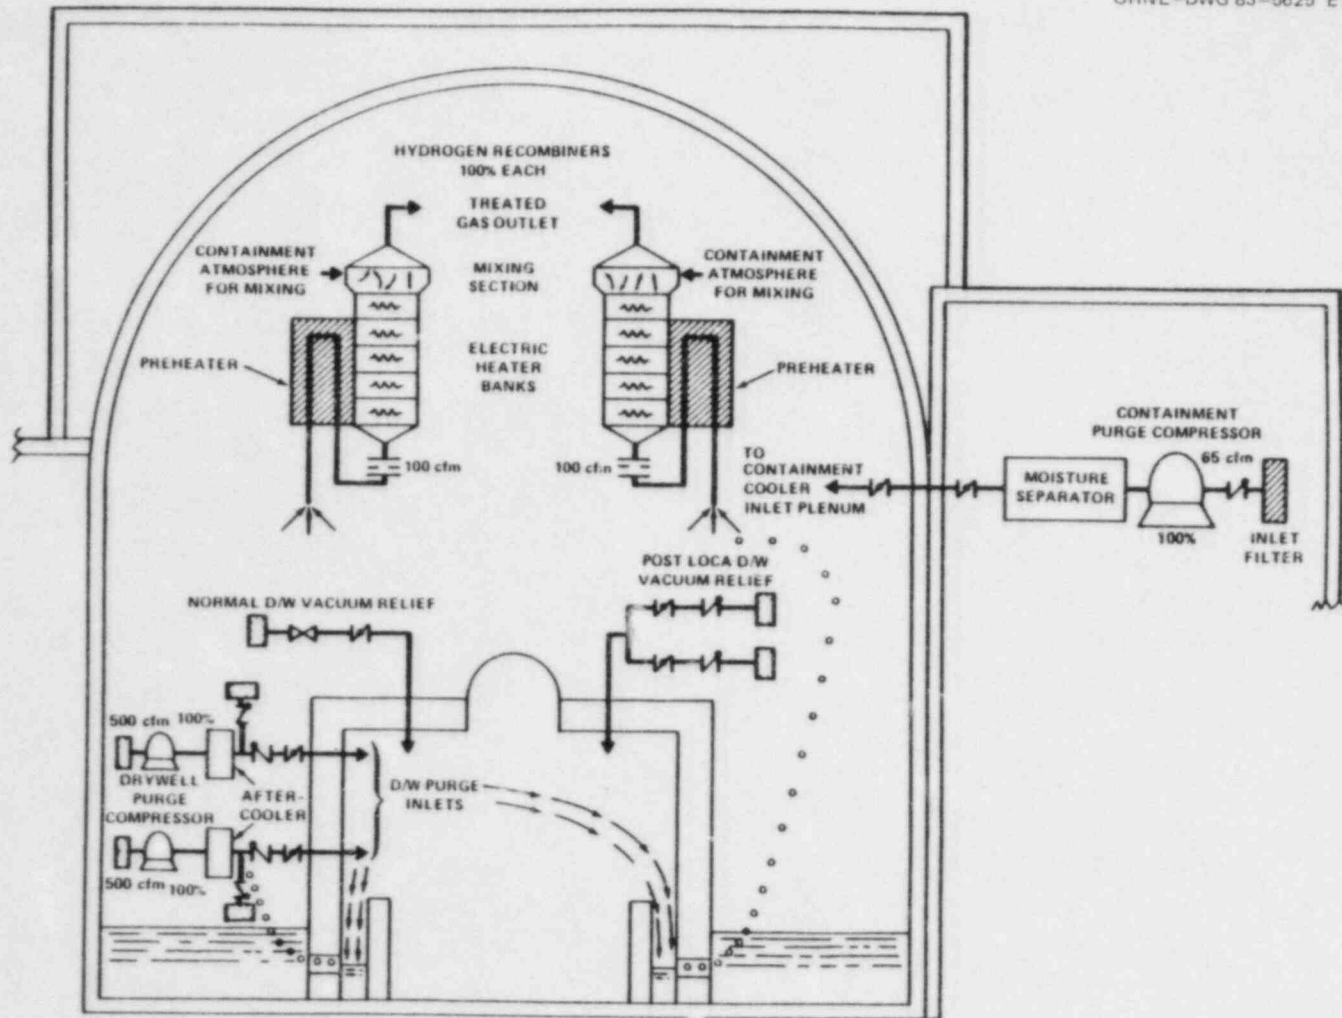 HYDROGEN RECOMBINERS
100% EACH
TREATED
GAS OUTLET
CONTAINMENT
ATMOSPHERE
FOR MIXING
MIXING
SECTION
CONTAINMENT
ATMOSPHERE
FOR MIXING
PREHEATER
ELECTRIC
HEATER
BANKS
PREHEATER
100 cfm
100 cfm
TO
CONTAINMENT
COOLER
INLET PLENUM
CONTAINMENT
PURGE COMPRESSOR
65 cfm
MOISTURE
SEPARATOR
100%
INLET
FILTER
POST LOCA D/W
VACUUM RELIEF
NORMAL D/W VACUUM RELIEF
500 cfm
100%
DRYWELL
PURGE
COMPRESSOR
AFTER-
COOLER
D/W PURGE
INLETS
500 cfm
100%